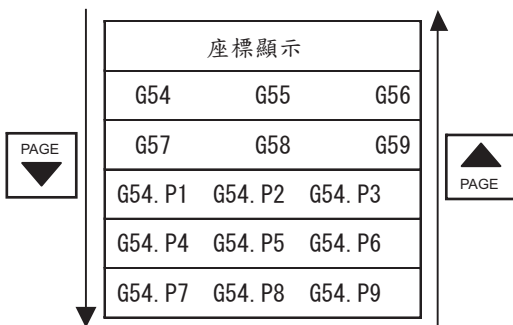 座標顯示
G54 G55 G56
PAGE
G57 G58 G59
PAGE
G54. P1 G54. P2 G54. P3
G54. P4 G54. P5 G54. P6
G54. P7 G54. P8 G54. P9